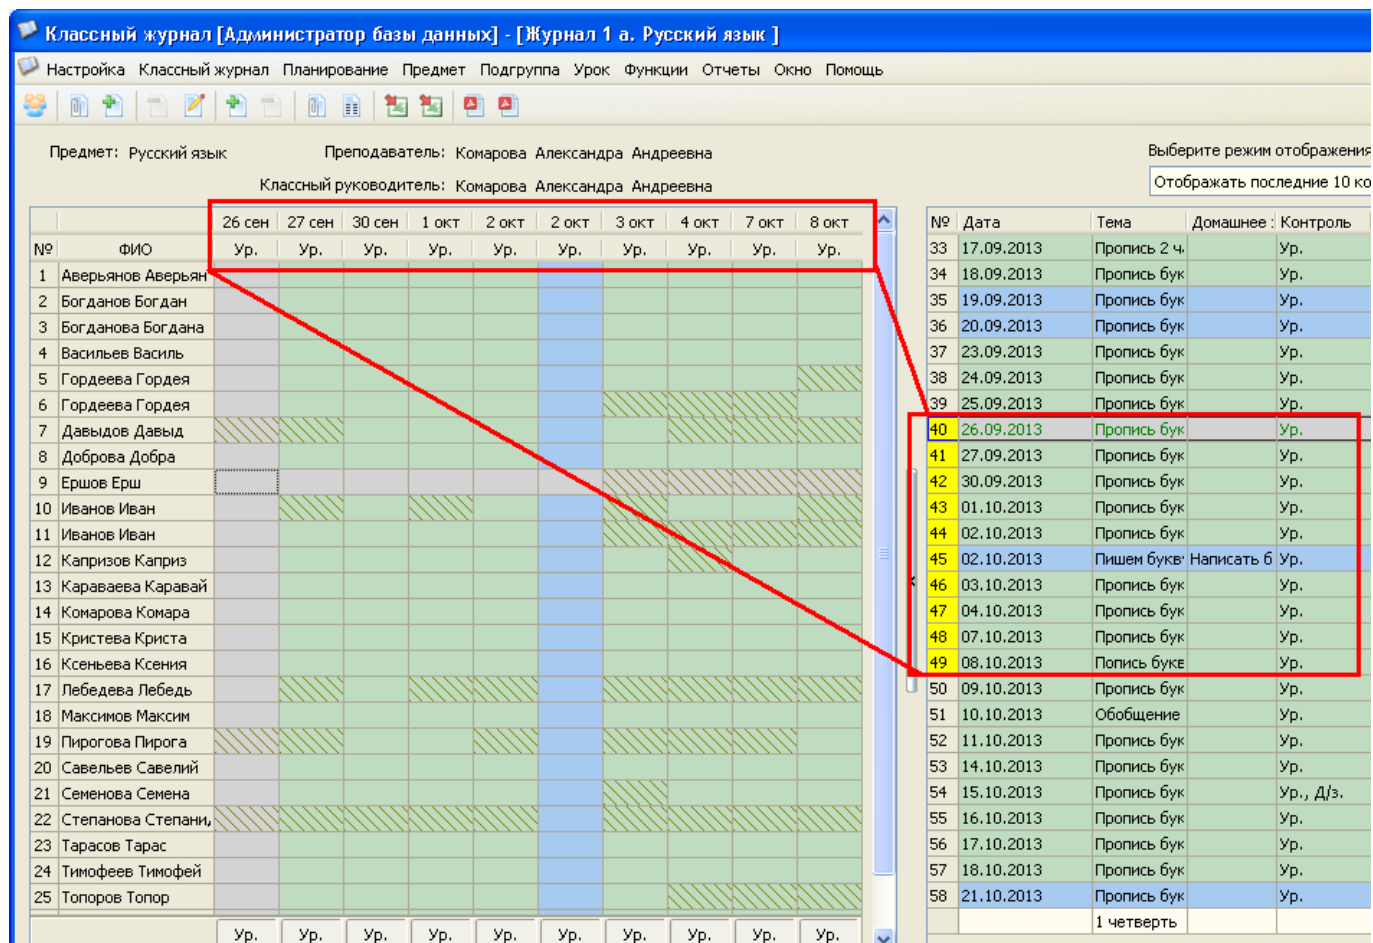 Классный журнал [Администратор базы данных] - [Журнал 1 а. Русский язык ]
Настройка Классный журнал Планирование Предмет Подгруппа Урок Функции Отчеты Окно Помощь
Предмет: Русский язык Преподаватель: Комарова Александра Андреевна
Выберите режим отображения
Классный руководитель: Комарова Александра Андреевна
Отображать последние 10 ко
26 сен 27 сен 30 сен 1 окт 2 окт 2 окт 3 окт 4 окт 7 окт 8 окт
№ ФИО Ур. Ур. Ур. Ур. Ур. Ур. Ур. Ур. Ур. Ур.
1 Аверьянов Аверьян
2 Богданов Богдан
3 Богданова Богдана
4 Васильев Василь
5 Гордеева Гордея
6 Гордеева Гордея
7 Давыдов Давыд
8 Доброва Добра
9 Ершов Ерш
10 Иванов Иван
11 Иванов Иван
12 Капризов Каприз
13 Караваева Каравай
14 Комарова Комара
15 Кристева Криста
16 Ксеньева Ксения
17 Лебедева Лебедь
18 Максимов Максим
19 Пирогова Пирога
20 Савельев Савелий
21 Семенова Семена
22 Степанова Степани
23 Тарасов Тарас
24 Тимофеев Тимофей
25 Топоров Топор
Ур. Ур. Ур. Ур. Ур. Ур. Ур. Ур. Ур. Ур.
№ Дата Тема Домашнее : Контроль
33 17.09.2013 Пропись 2 ч. Ур.
34 18.09.2013 Пропись бук Ур.
35 19.09.2013 Пропись бук Ур.
36 20.09.2013 Пропись бук Ур.
37 23.09.2013 Пропись бук Ур.
38 24.09.2013 Пропись бук Ур.
39 25.09.2013 Пропись бук Ур.
40 26.09.2013 Пропись бук Ур.
41 27.09.2013 Пропись бук Ур.
42 30.09.2013 Пропись бук Ур.
43 01.10.2013 Пропись бук Ур.
44 02.10.2013 Пропись бук Ур.
45 02.10.2013 Пишем букв Написать б Ур.
46 03.10.2013 Пропись бук Ур.
47 04.10.2013 Пропись бук Ур.
48 07.10.2013 Пропись бук Ур.
49 08.10.2013 Попись букв Ур.
50 09.10.2013 Пропись бук Ур.
51 10.10.2013 Обобщение Ур.
52 11.10.2013 Пропись бук Ур.
53 14.10.2013 Пропись бук Ур.
54 15.10.2013 Пропись бук Ур., Д/з.
55 16.10.2013 Пропись бук Ур.
56 17.10.2013 Пропись бук Ур.
57 18.10.2013 Пропись бук Ур.
58 21.10.2013 Пропись бук Ур.
1 четверть